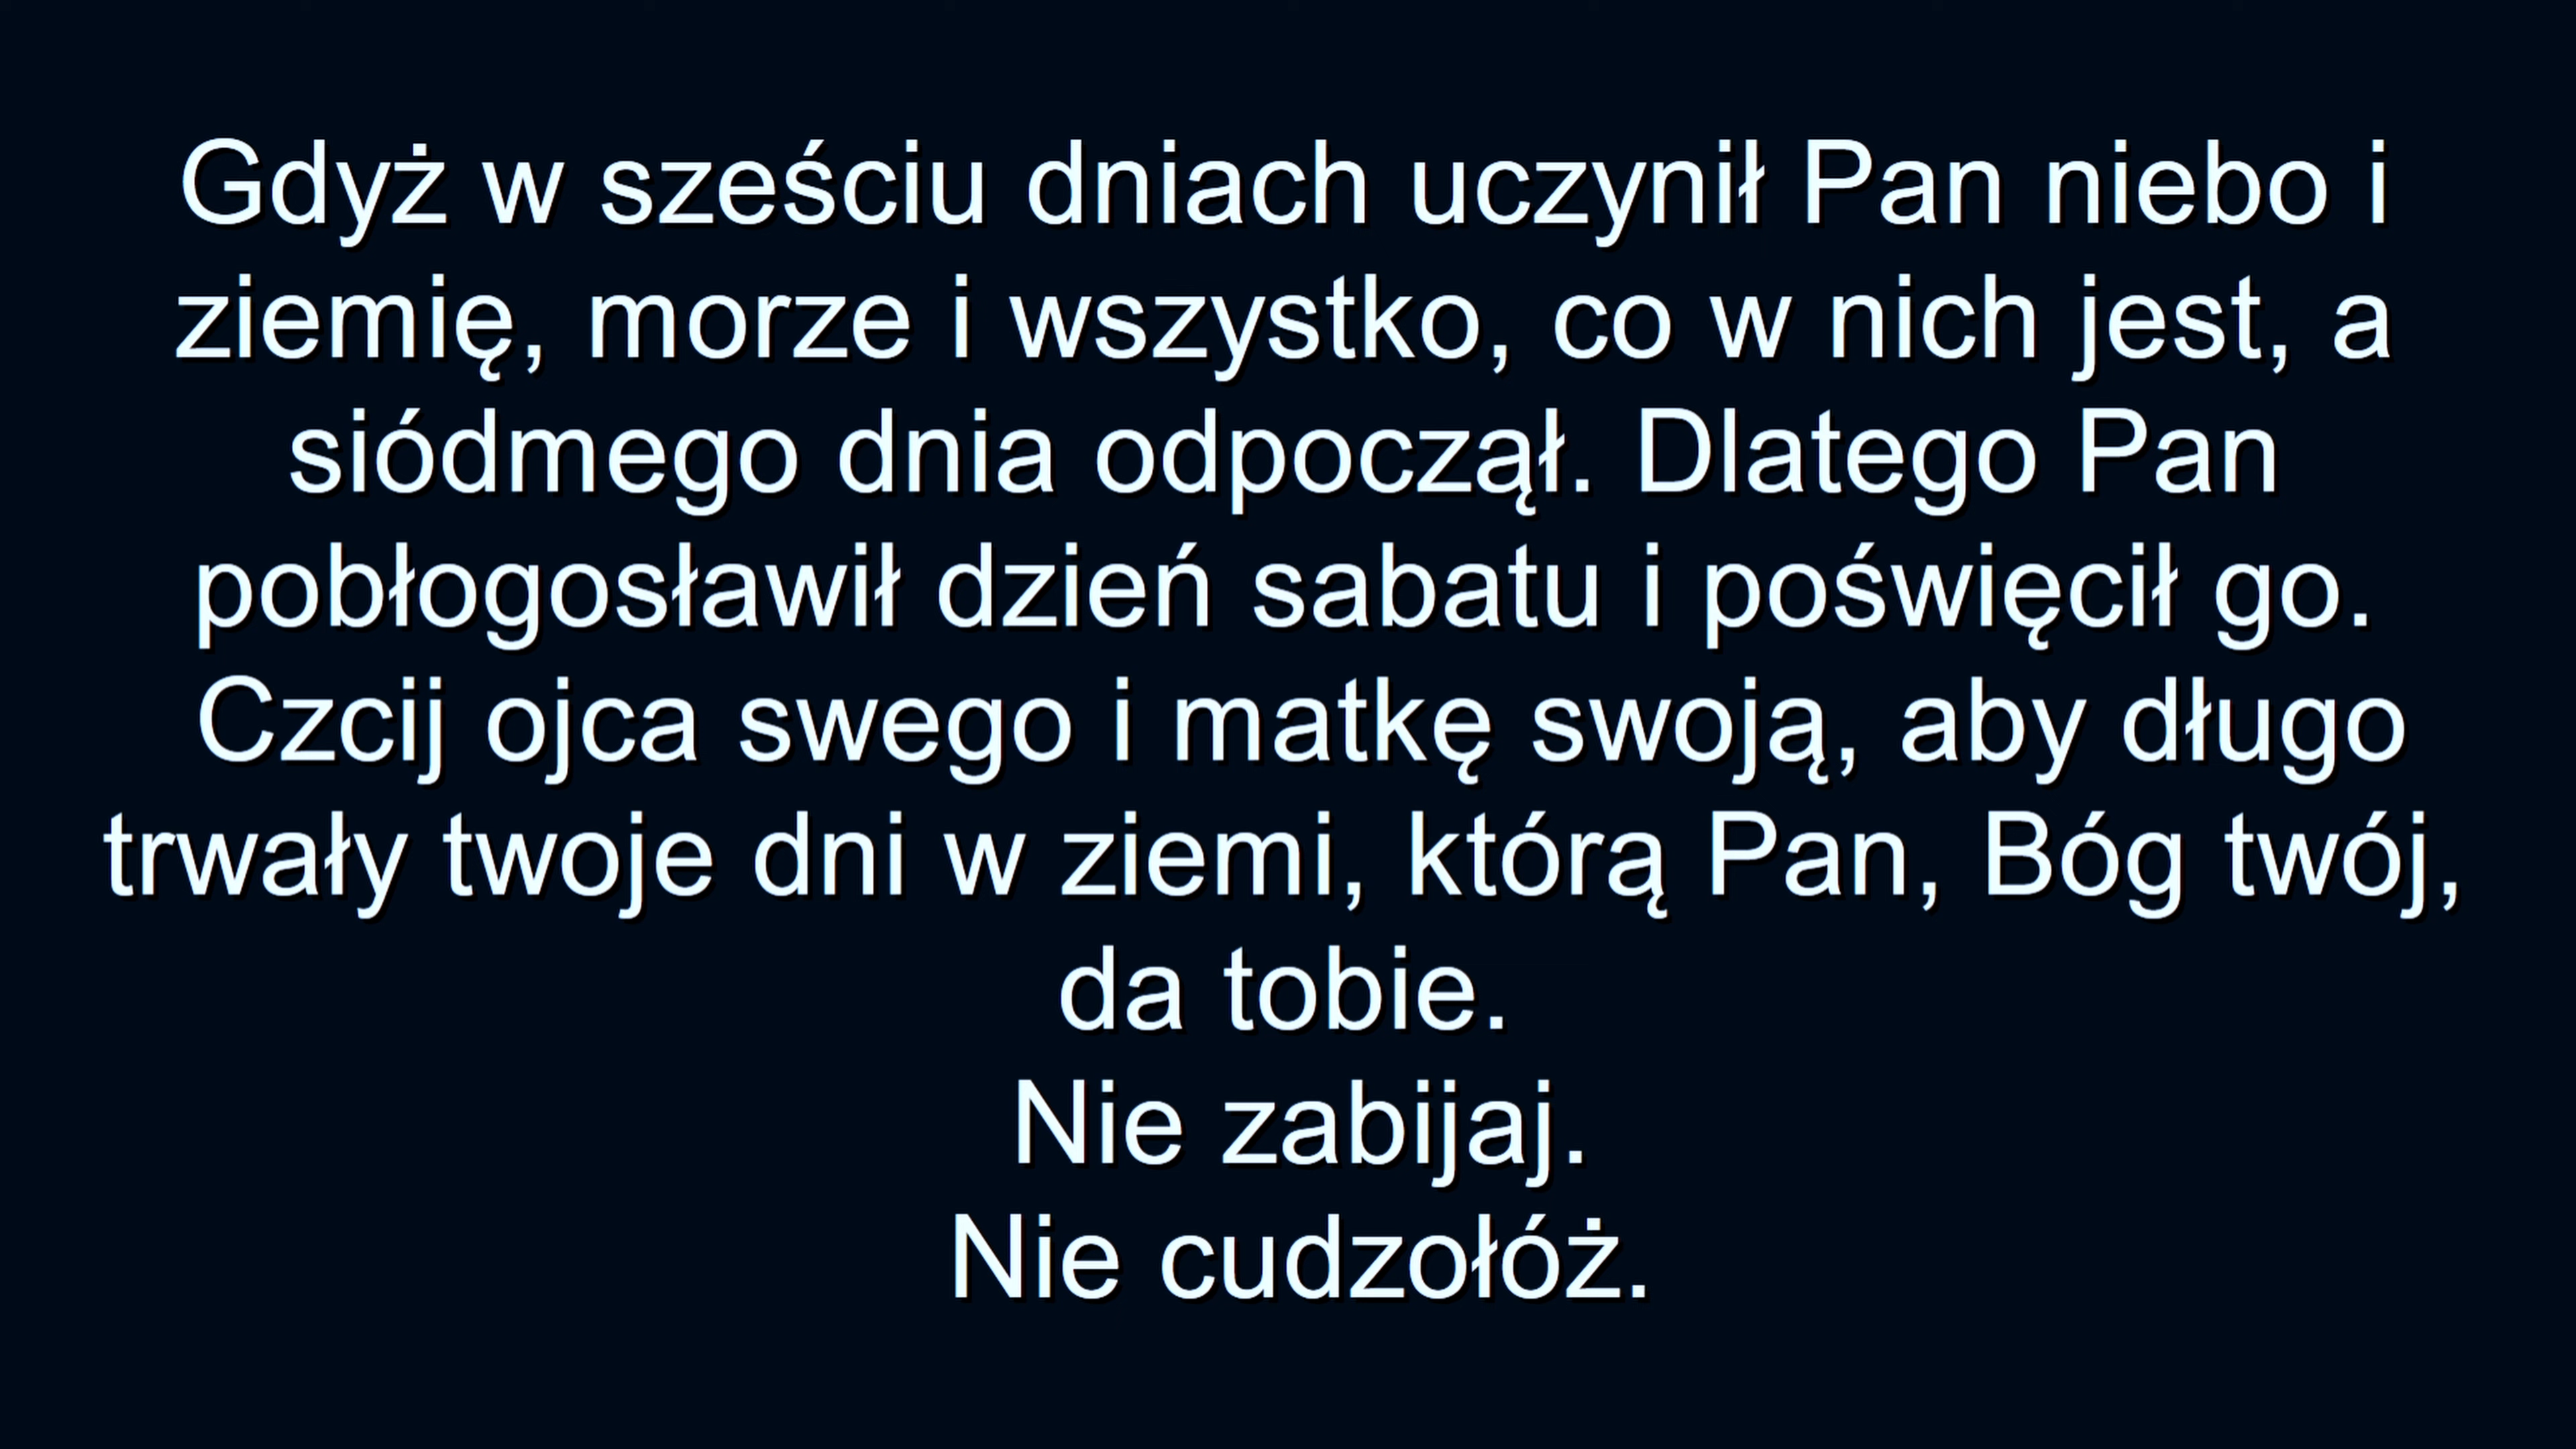 Gdyż w sześciu dniach uczynił Pan niebo i
ziemię, morze i wszystko, co w nich jest, a
siódmego dnia odpoczął. Dlatego Pan
pobłogosławił dzień sabatu i poświęcił go.
Czcij ojca swego i matkę swoją, aby długo
trwały twoje dni w ziemi, którą Pan, Bóg twój,
da tobie.
Nie zabijaj.
Nie cudzołóż.